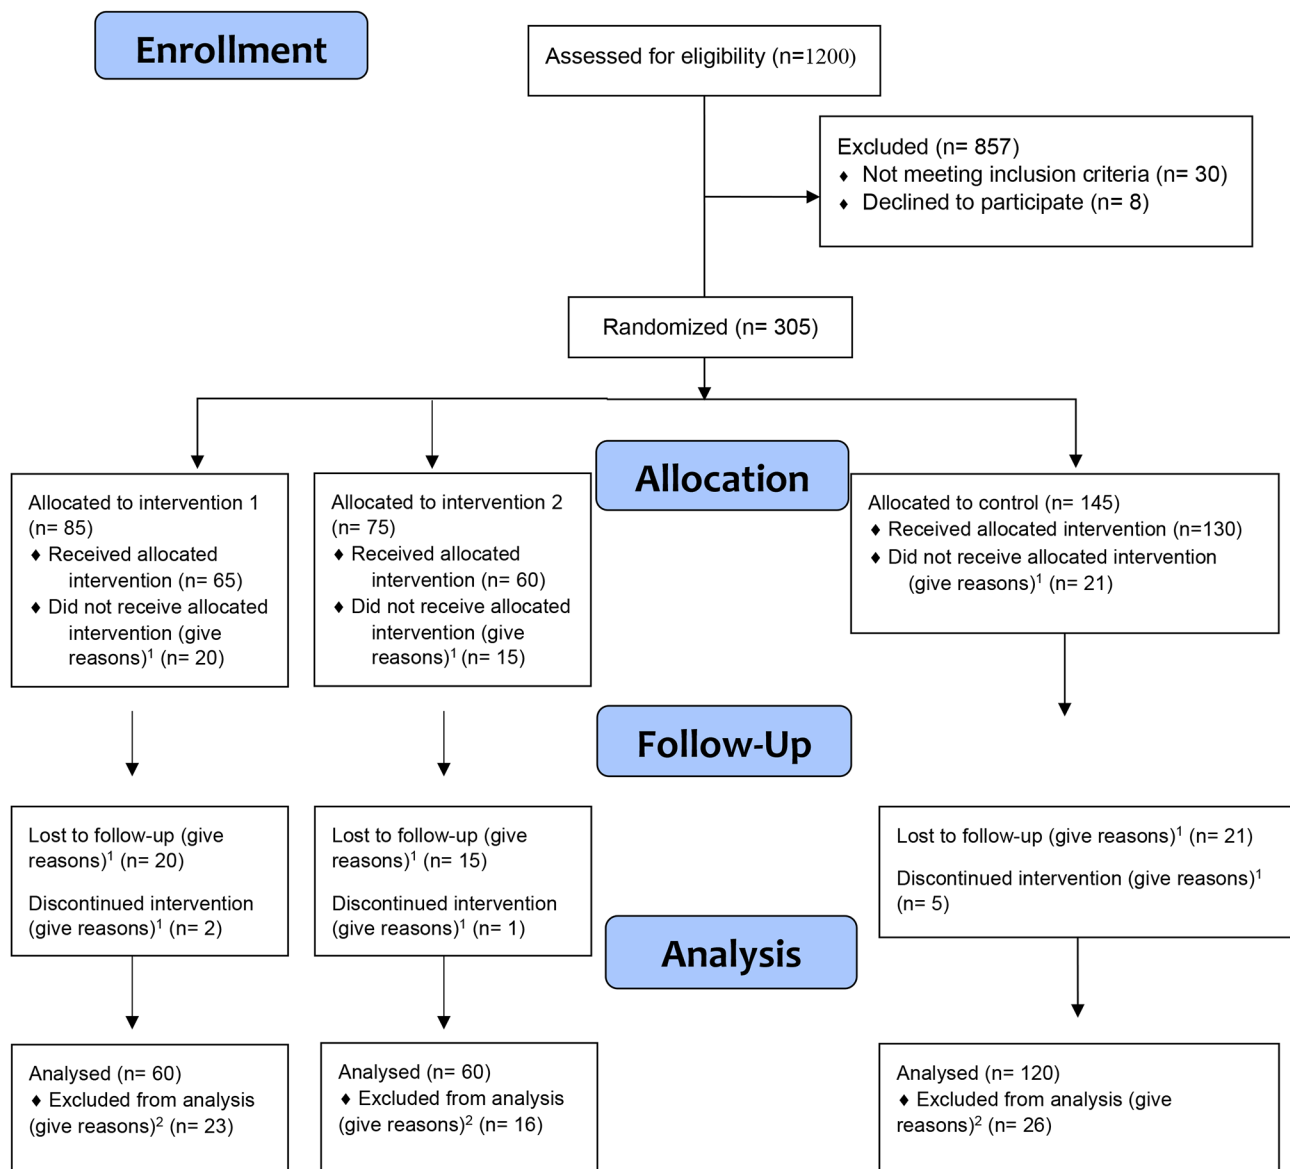 Enrollment
Assessed for eligibility (n=1200)
Excluded (n= 857)
♦ Not meeting inclusion criteria (n= 30)
♦ Declined to participate (n= 8)
Randomized (n= 305)
Allocation
Allocated to intervention 1
(n= 85)
♦ Received allocated
intervention (n= 65)
♦ Did not receive allocated
intervention (give
reasons)¹ (n= 20)
Allocated to intervention 2
(n= 75)
♦ Received allocated
intervention (n= 60)
♦ Did not receive allocated
intervention (give
reasons)¹ (n= 15)
Allocated to control (n= 145)
♦ Received allocated intervention (n=130)
♦ Did not receive allocated intervention
(give reasons)¹ (n= 21)
Follow-Up
Lost to follow-up (give
reasons)¹ (n= 20)
Discontinued intervention
(give reasons)¹ (n= 2)
Lost to follow-up (give
reasons)¹ (n= 15)
Discontinued intervention
(give reasons)¹ (n= 1)
Lost to follow-up (give reasons)¹ (n= 21)
Discontinued intervention (give reasons)¹
(n= 5)
Analysis
Analysed (n= 60)
♦ Excluded from analysis
(give reasons)² (n= 23)
Analysed (n= 60)
♦ Excluded from analysis
(give reasons)² (n= 16)
Analysed (n= 120)
♦ Excluded from analysis (give
reasons)² (n= 26)